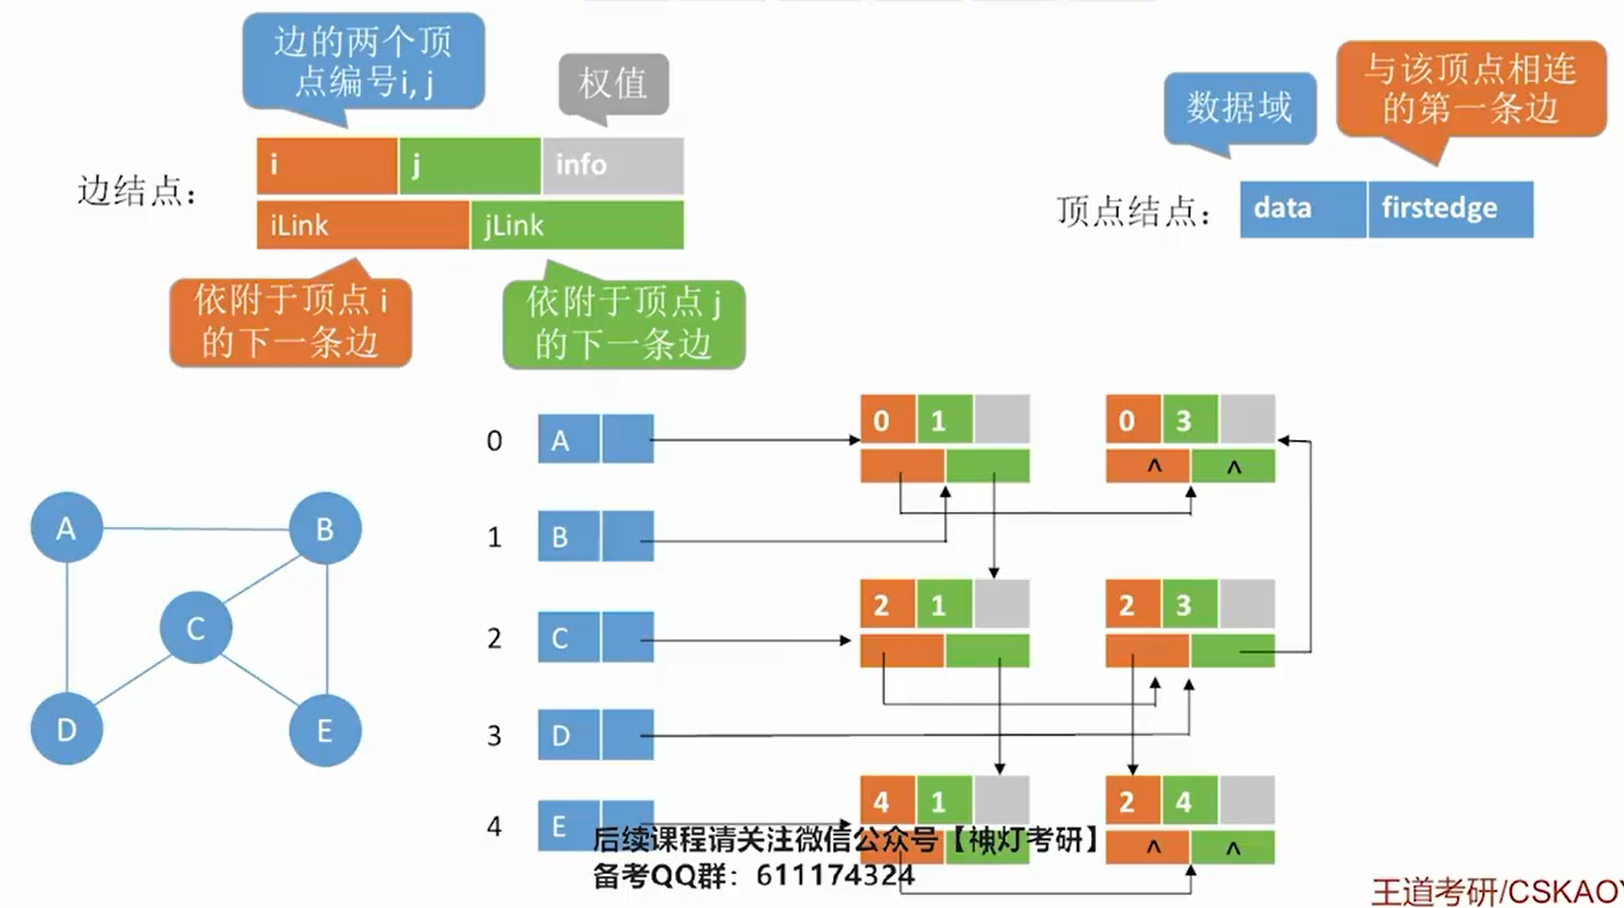 边的两个顶
点编号i, j
权值
数据域
与该顶点相连
的第一条边
边结点：
i j info
iLink jLink
顶点结点：
data firstedge
依附于顶点 i
的下一条边
依附于顶点 j
的下一条边
0 A
0 1
0 3
^ ^
1 B
2 C
2 1
2 3
3 D
4 E
4 1
^
2 4
^ ^
A B
C
D E
后续课程请关注微信公众号【神灯考研】
备考QQ群：611174324
王道考研/CSKAO